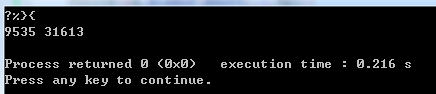 ?%}{
9535 31613
Process returned 0 (0x0)   execution time : 0.216 s
Press any key to continue.